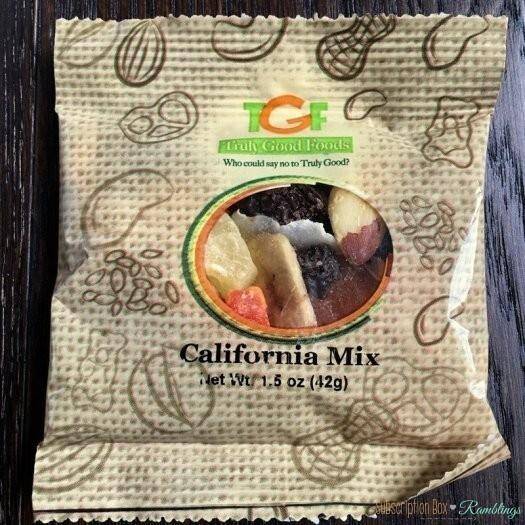 TGF
Truly Good Foods
Who could say no to Truly Good?
California Mix
Net Wt. 1.5 oz (42g)
Subscription Box ♥ Ramblings